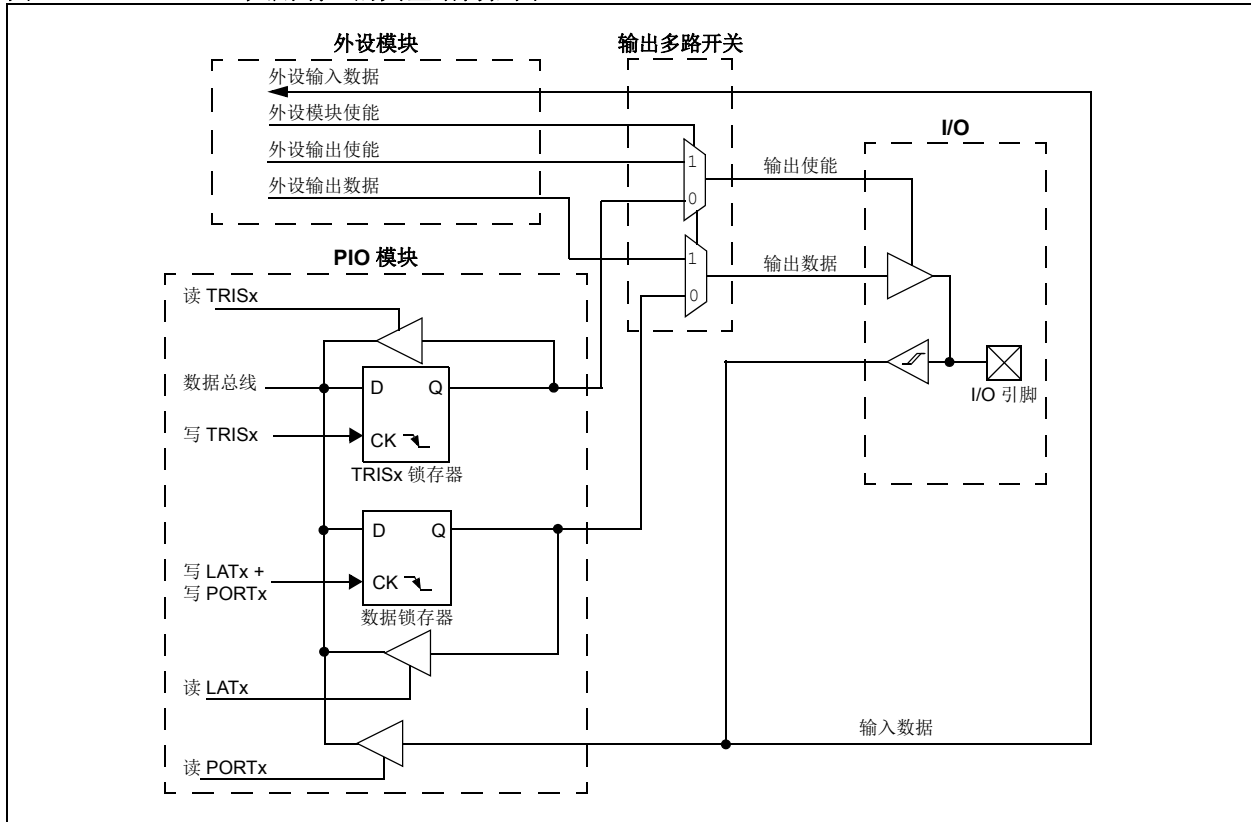 外设模块
输出多路开关
外设输入数据
外设模块使能
外设输出使能
外设输出数据
I/O
1
0
输出使能
1
0
输出数据
I/O 引脚
PIO 模块
读 TRISx
数据总线
D
Q
写 TRISx
CK
TRISx 锁存器
D
Q
写 LATx +
写 PORTx
CK
数据锁存器
读 LATx
输入数据
读 PORTx